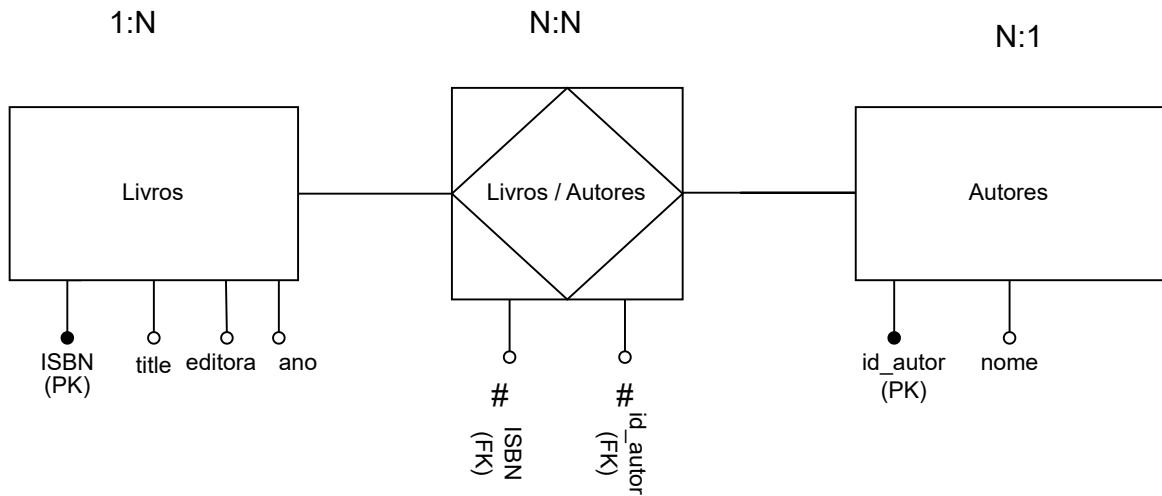 1:N
N:N
N:1
Livros
Livros / Autores
Autores
ISBN
(PK)
title
editora
ano
#
ISBN
(FK)
#
id_autor
(FK)
id_autor
(PK)
nome